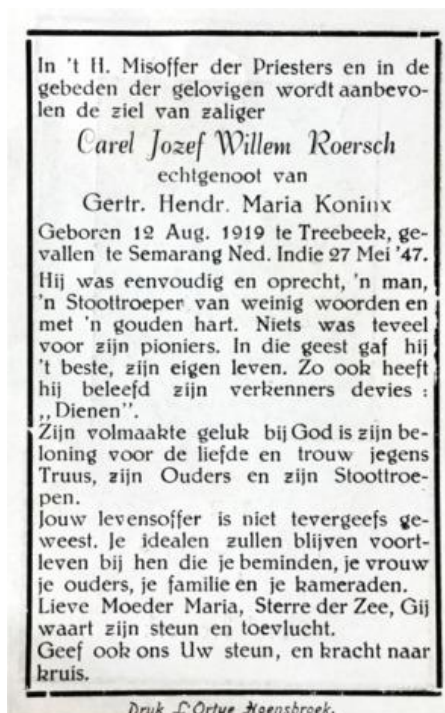 In 't H. Misoffer der Priesters en in de
gebeden der gelovigen wordt aanbevo-
len de ziel van zaliger
Carel Jozef Willem Roersch
echtgenoot van
Gertr. Hendr. Maria Koninx
Geboren 12 Aug. 1919 te Treebeek, ge-
vallen te Semarang Ned. Indie 27 Mei '47.
Hij was eenvoudig en oprecht, 'n man,
'n Stoottroeper van weinig woorden en
met 'n gouden hart. Niets was teveel
voor zijn pioniers. In die geest gaf hij
't beste, zijn eigen leven. Zo ook heeft
hij beleefd zijn verkenners devies :
,,Dienen".
Zijn volmaakte geluk bij God is zijn be-
loning voor de liefde en trouw jegens
Truus, zijn Ouders en zijn Stoottroe-
pen.
Jouw levensoffer is niet tevergeefs ge-
weest. Je idealen zullen blijven voort-
leven bij hen die je beminden, je vrouw
je ouders, je familie en je kameraden.
Lieve Moeder Maria, Sterre der Zee, Gij
waart zijn steun en toevlucht.
Geef ook ons Uw steun, en kracht naar
kruis.
Druk L'Ortye Hoensbroek.